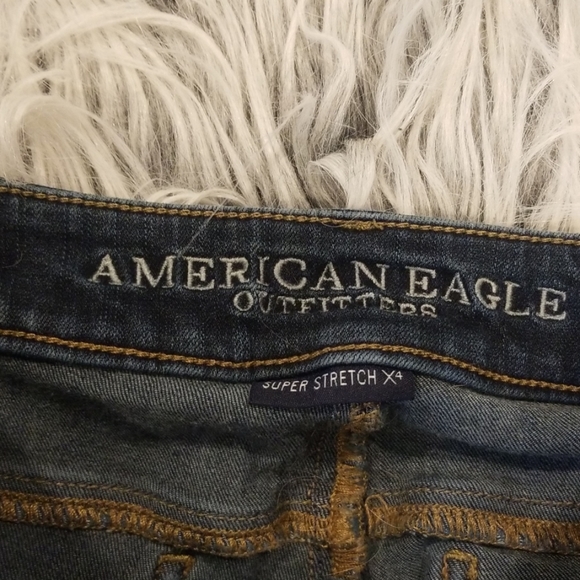 AMERICAN EAGLE
OUTFITTERS
SUPER STRETCH X⁴